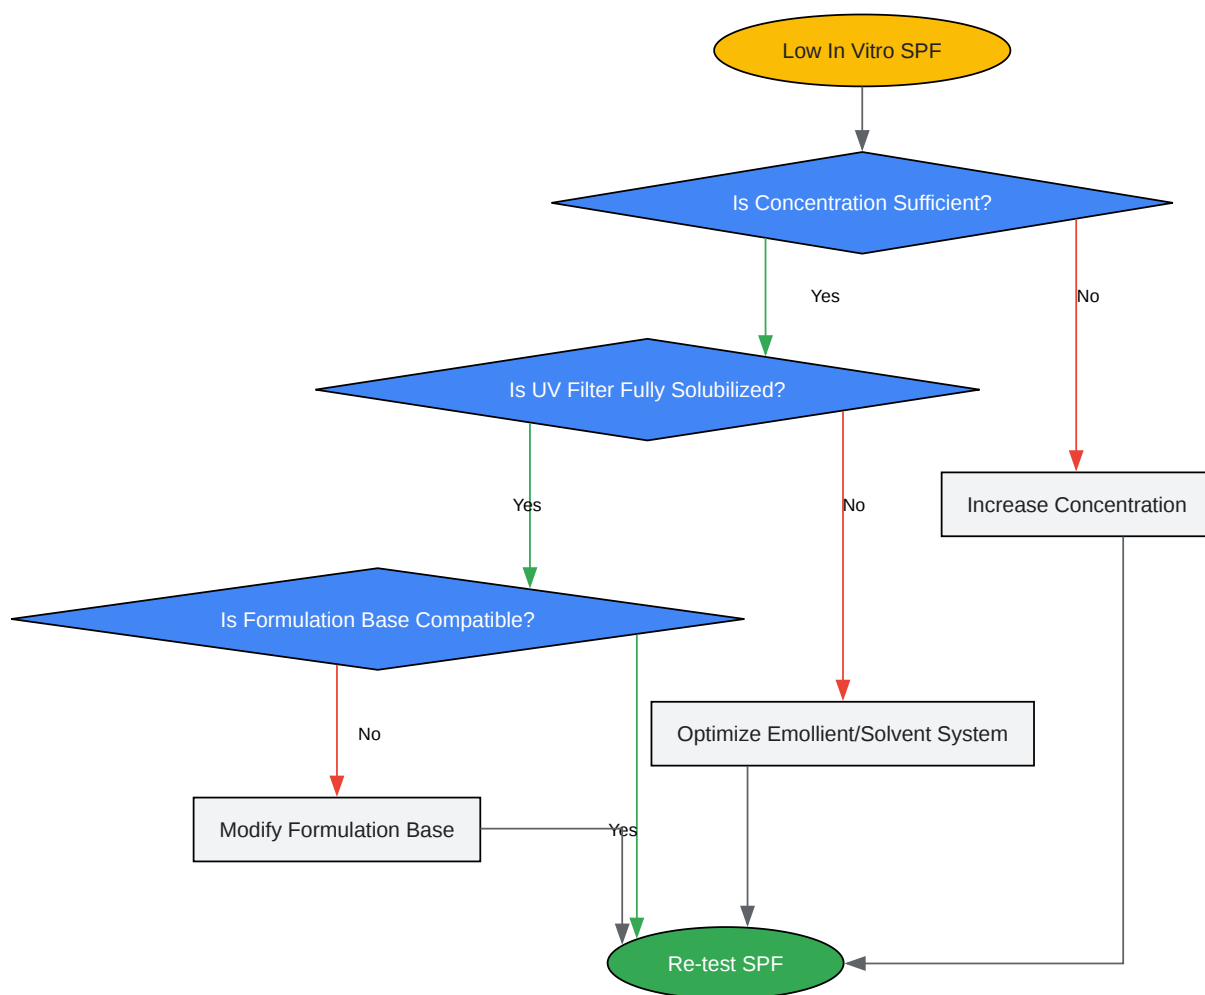 Low In Vitro SPF
Is Concentration Sufficient?
Yes
No
Is UV Filter Fully Solubilized?
Yes
No
Increase Concentration
Is Formulation Base Compatible?
No
Optimize Emollient/Solvent System
Modify Formulation Base
Yes
Re-test SPF